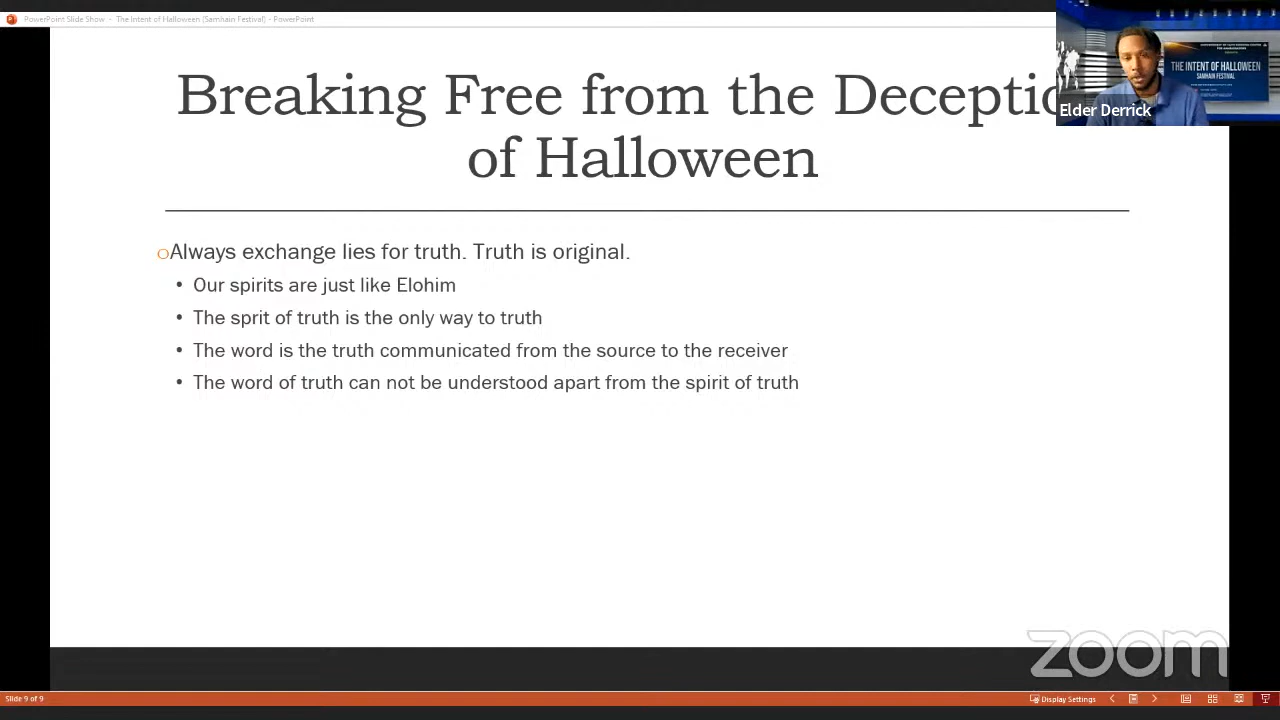 PowerPoint Slide Show - The Intent of Halloween (Samhain Festival) - PowerPoint
Breaking Free from the Deceptio
of Halloween
THE INTENT OF HALLOWEEN
SAMHAIN FESTIVAL
Elder Derrick
Always exchange lies for truth. Truth is original.
• Our spirits are just like Elohim
• The sprit of truth is the only way to truth
• The word is the truth communicated from the source to the receiver
• The word of truth can not be understood apart from the spirit of truth
zoom
Slide 9 of 9
Display Settings